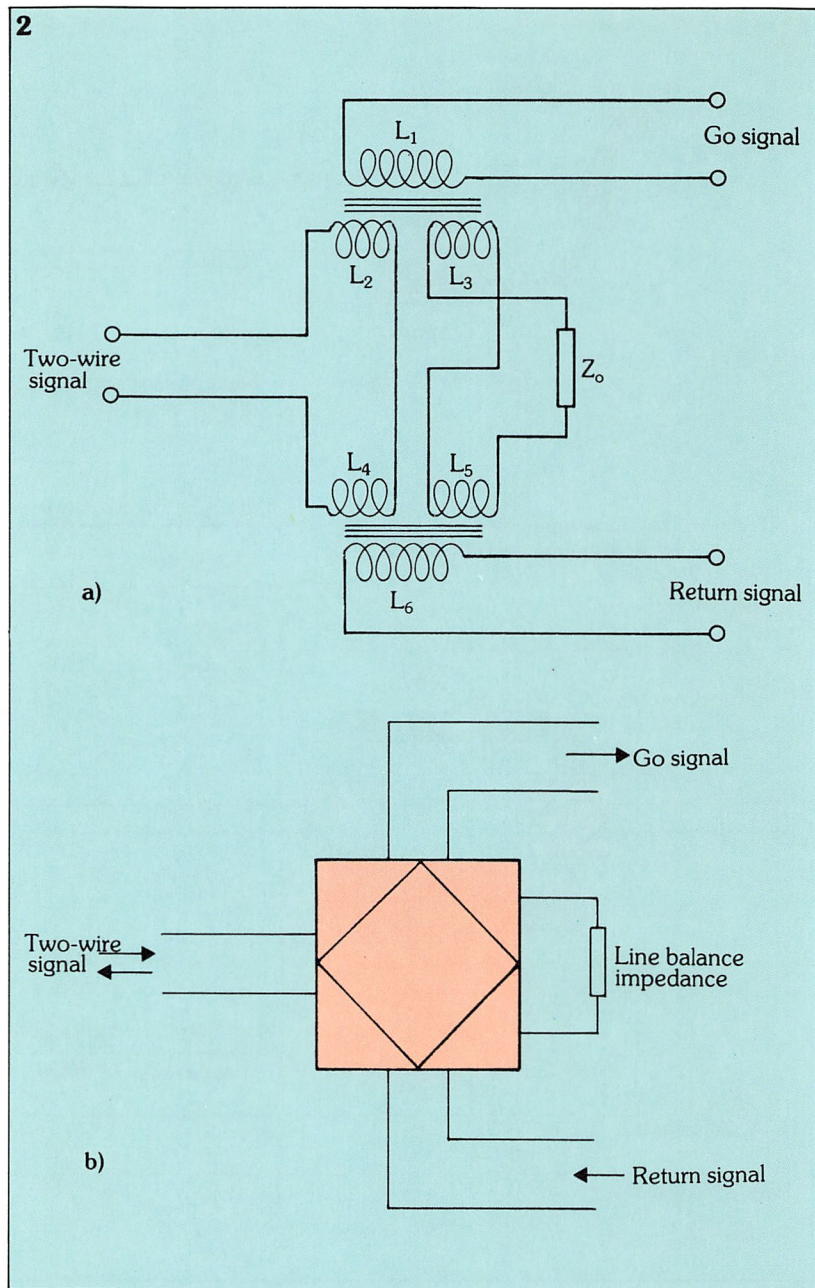 2
L₁
Go signal
L₂
L₃
Two-wire
signal
Zₒ
L₄
L₅
a)
L₆
Return signal
Go signal
Two-wire
signal
Line balance
impedance
b)
Return signal